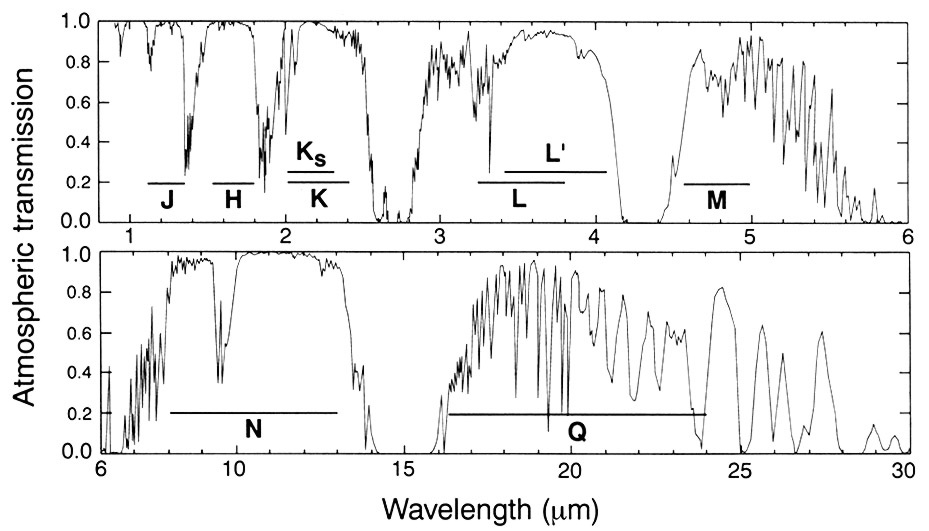 Atmospheric transmission
1.0
0.8
0.6
0.4
0.2
0.0
Ks
L'
J H K L M
1 2 3 4 5 6
1.0
0.8
0.6
0.4
0.2
0.0
N Q
6 10 15 20 25 30
Wavelength (μm)